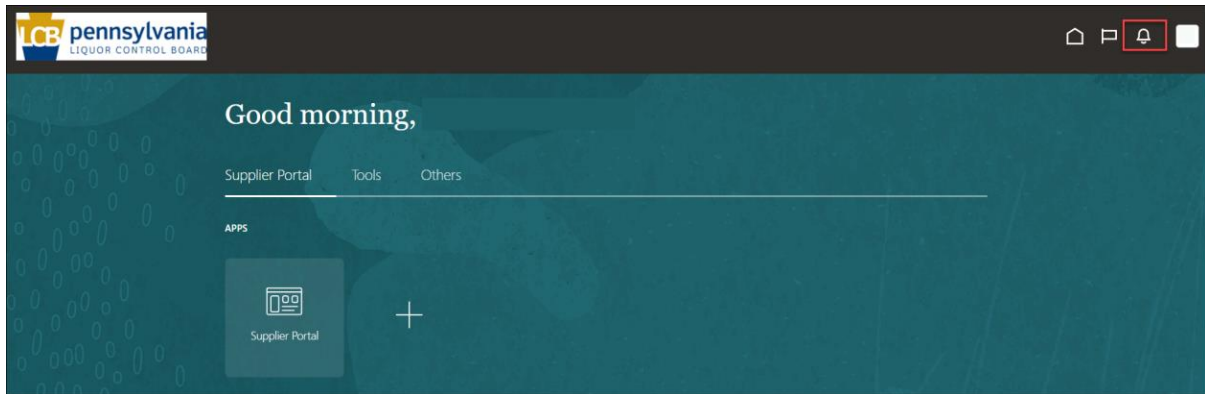 LCB pennsylvania
LIQUOR CONTROL BOARD
Good morning,
Supplier Portal Tools Others
APPS
Supplier Portal